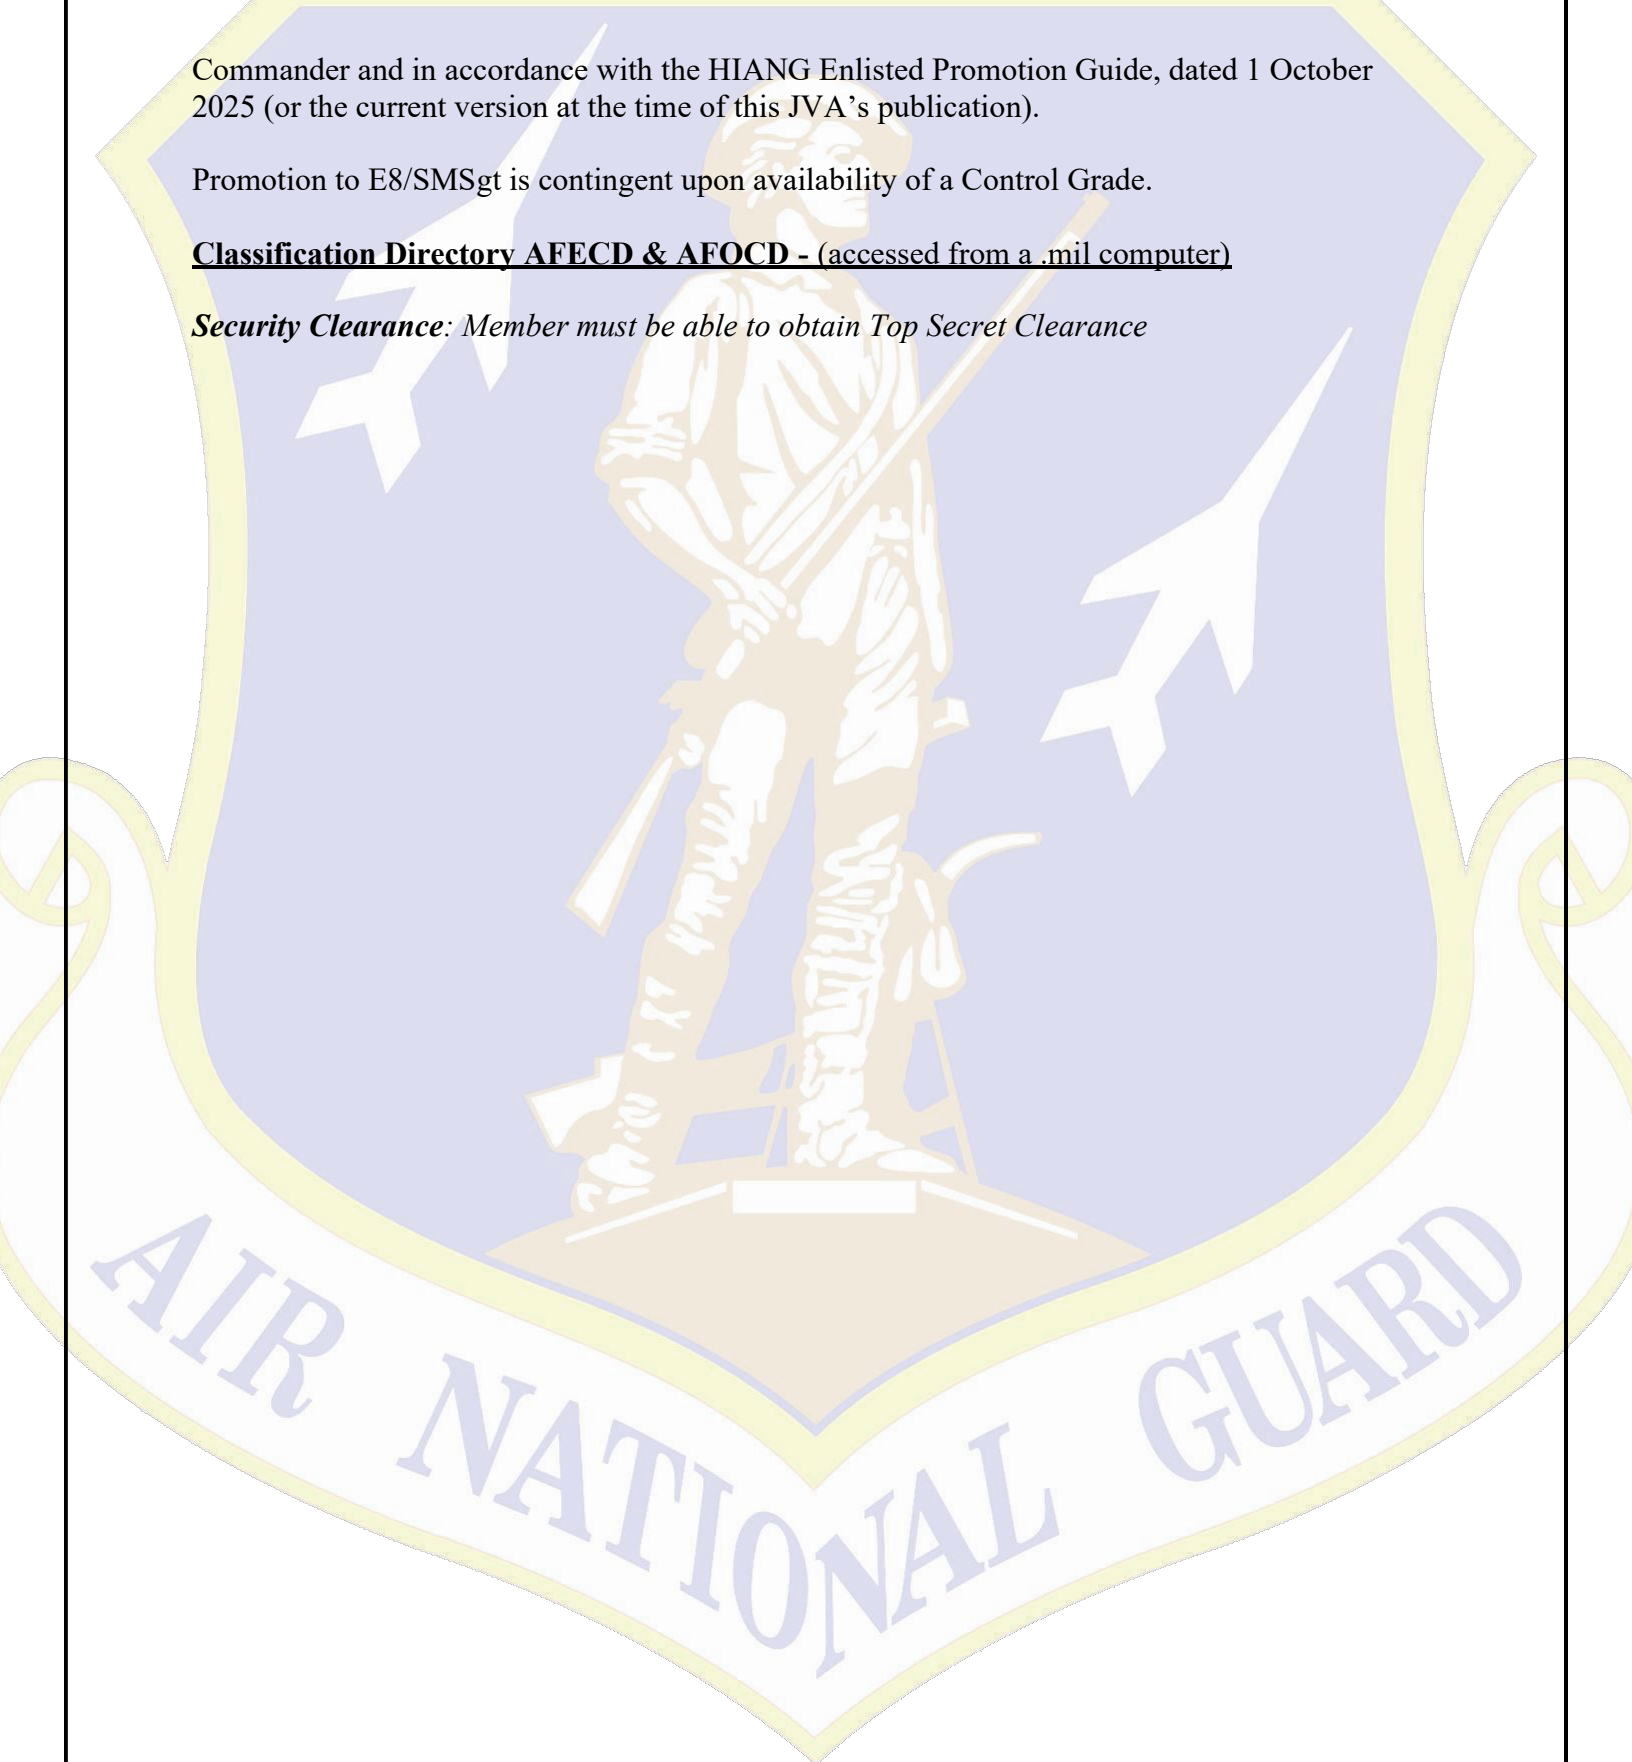 Commander and in accordance with the HIANG Enlisted Promotion Guide, dated 1 October
2025 (or the current version at the time of this JVA’s publication).
Promotion to E8/SMSgt is contingent upon availability of a Control Grade.
Classification Directory AFECD & AFOCD - (accessed from a .mil computer)
Security Clearance: Member must be able to obtain Top Secret Clearance
AIR NATIONAL GUARD